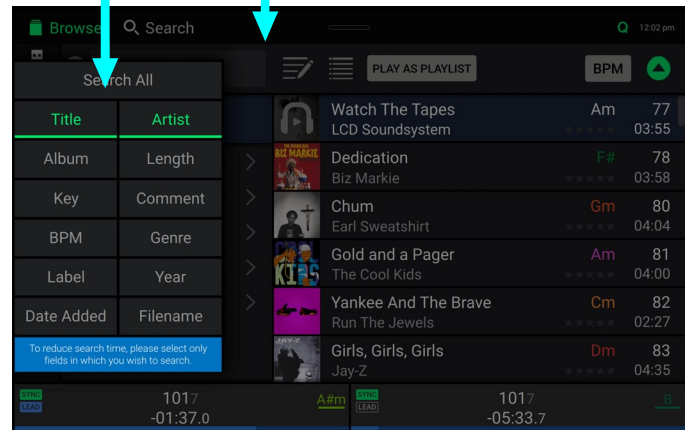 Browse
Search
Q
12:02 pm
Search All
PLAY AS PLAYLIST
BPM
Title Artist
Album Length
Key Comment
BPM Genre
Label Year
Date Added Filename
To reduce search time, please select only
fields in which you wish to search.
Watch The Tapes Am 77
LCD Soundsystem 03:55
BIZ MARKIE
Dedication F# 78
Biz Markie 03:58
Chum Gm 80
Earl Sweatshirt 04:04
KIDS
Gold and a Pager Am 81
The Cool Kids 04:00
Yankee And The Brave Cm 82
Run The Jewels 02:27
JAY-Z
Girls, Girls, Girls Dm 83
Jay-Z 04:35
SYNC
LEAD
1017
-01:37.0
A#m
SYNC
LEAD
1017
-05:33.7
B